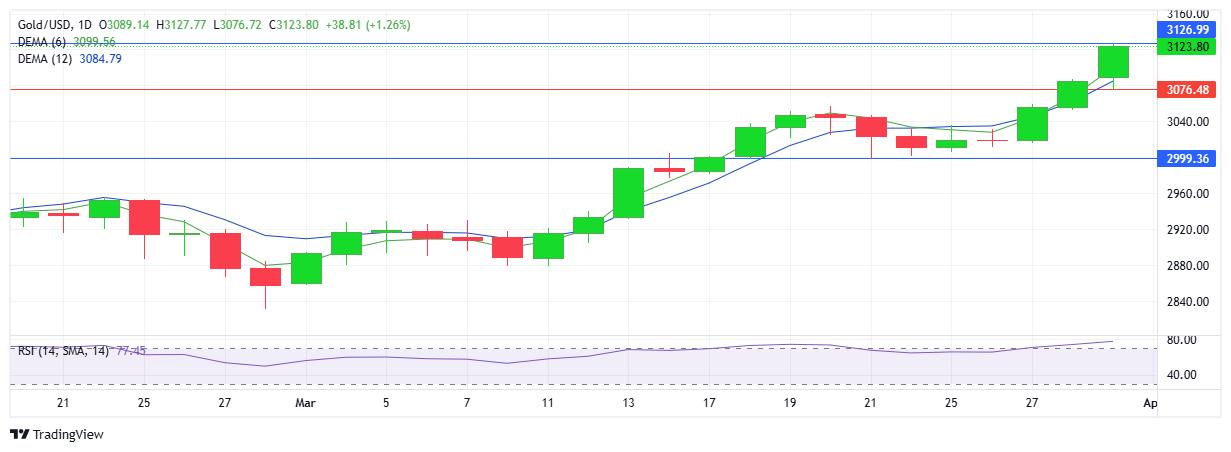 Gold/USD, 1D O3089.14 H3127.77 L3076.72 C3123.80 +38.81 (+1.26%)
DEMA (6) 3099.56
DEMA (12) 3084.79
3160.00
3126.99
3123.80
3076.48
3040.00
2999.36
2960.00
2920.00
2880.00
2840.00
RSI (14, SMA, 14) 77.45
80.00
40.00
21 25 27 Mar 5 7 11 13 17 19 21 25 27 Ap
TradingView